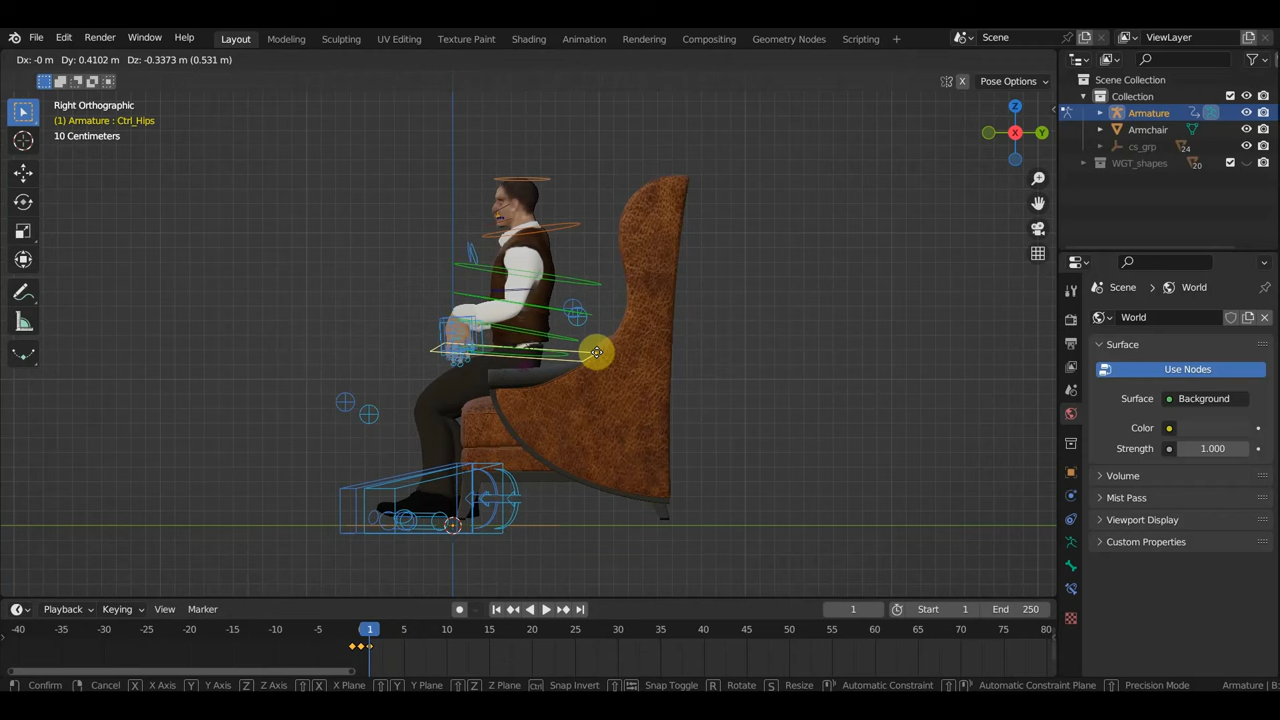 File Edit Render Window Help Layout Modeling Sculpting UV Editing Texture Paint Shading Animation Rendering Compositing Geometry Nodes Scripting + Scene ViewLayer
Dx: -0 m Dy: 0.4102 m Dz: -0.3373 m (0.531 m)
X Pose Options
Right Orthographic
(1) Armature : Ctrl_Hips
10 Centimeters
Z
X
Y
Scene Collection
Collection
Armature
Armchair
cs_grp 24
WGT_shapes 20
Scene World
World
Surface
Use Nodes
Surface Background
Color
Strength 1.000
Volume
Mist Pass
Viewport Display
Custom Properties
Playback Keying View Marker 1 Start 1 End 250
-40 -35 -30 -25 -20 -15 -10 -5 1 5 10 15 20 25 30 35 40 45 50 55 60 65 70 75 80
Confirm Cancel X X Axis Y Y Axis Z Z Axis X X Plane Y Y Plane Z Z Plane Ctrl Snap Invert Snap Toggle R Rotate S Resize Automatic Constraint Automatic Constraint Plane Precision Mode Armature | B: